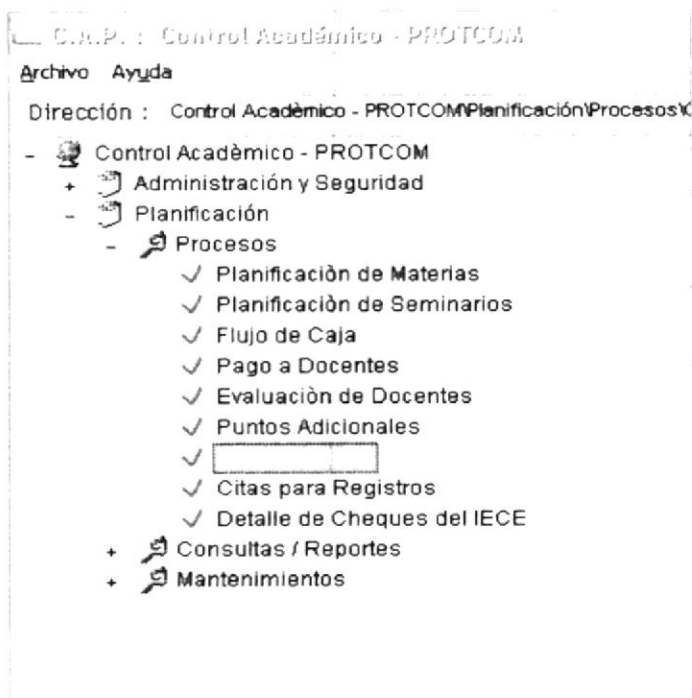 C.A.P. : Control Académico - PROTCOM
Archivo Ayuda
Dirección : Control Acadèmico - PROTCOM\Planificación\Procesos\
- Control Acadèmico - PROTCOM
+ Administración y Seguridad
- Planificación
- Procesos
✓ Planificaciòn de Materias
✓ Planificaciòn de Seminarios
✓ Flujo de Caja
✓ Pago a Docentes
✓ Evaluaciòn de Docentes
✓ Puntos Adicionales
✓
✓ Citas para Registros
✓ Detalle de Cheques del IECE
+ Consultas / Reportes
+ Mantenimientos